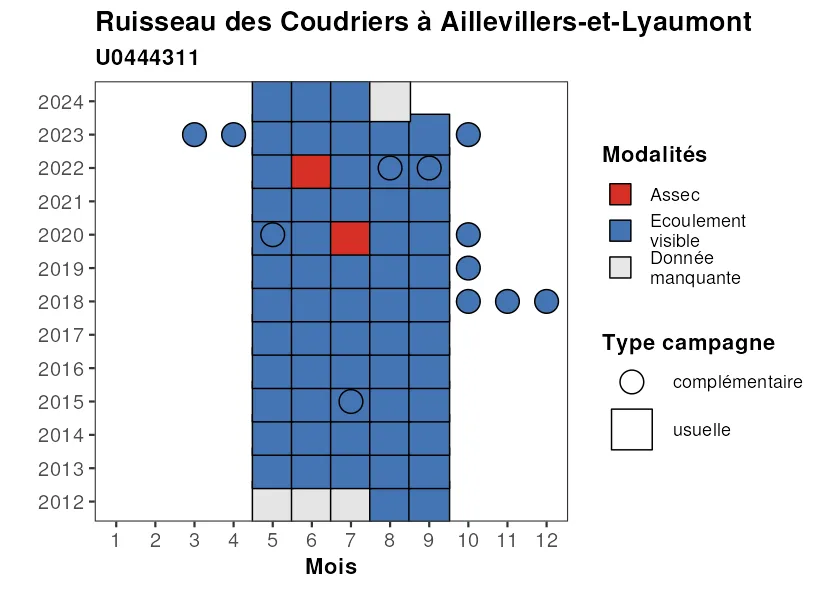 Ruisseau des Coudriers à Aillevillers-et-Lyaumont
U0444311
2024
2023
2022
2021
2020
2019
2018
2017
2016
2015
2014
2013
2012
1 2 3 4 5 6 7 8 9 10 11 12
Mois
Modalités
Assec
Ecoulement
visible
Donnée
manquante
Type campagne
complémentaire
usuelle